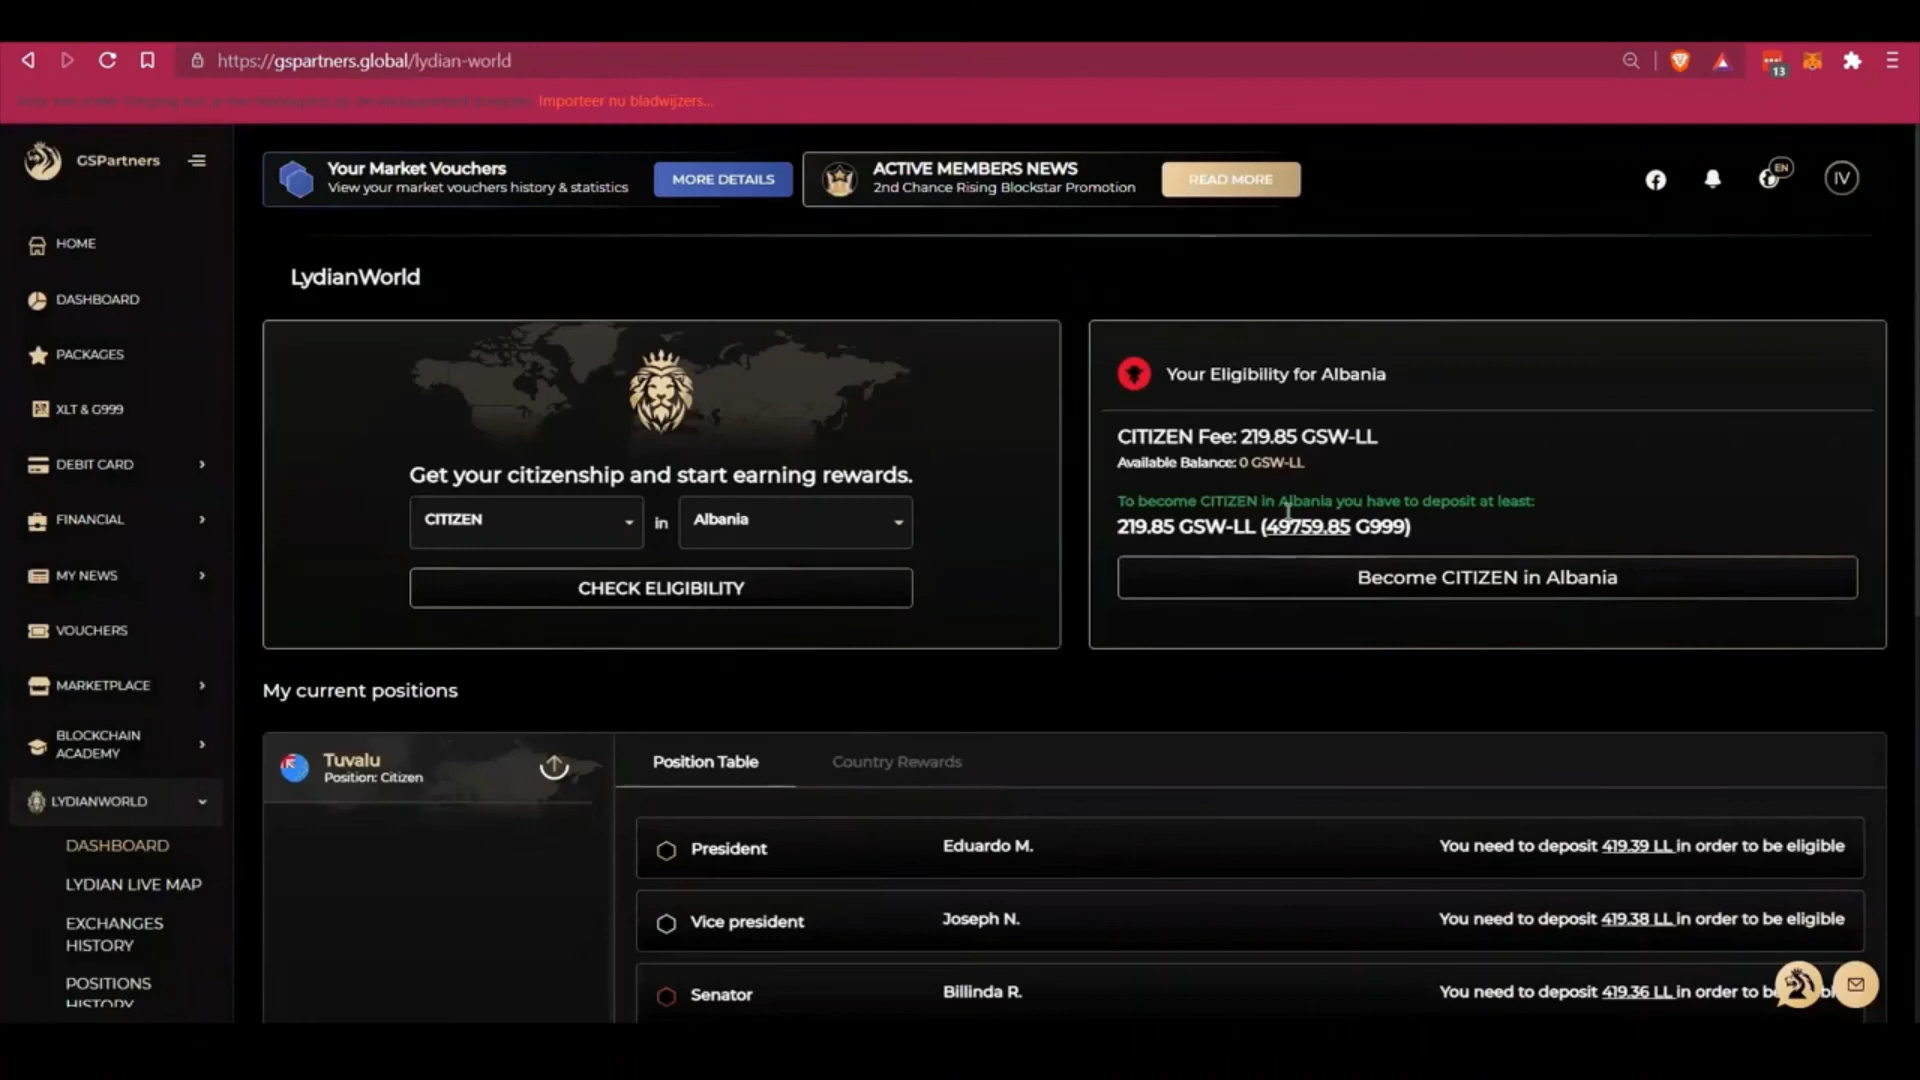 https://gspartners.global/lydian-world
13
Importeer nu bladwijzers...
GSPartners
HOME
DASHBOARD
PACKAGES
XLT & G999
DEBIT CARD
FINANCIAL
MY NEWS
VOUCHERS
MARKETPLACE
BLOCKCHAIN
ACADEMY
LYDIANWORLD
DASHBOARD
LYDIAN LIVE MAP
EXCHANGES
HISTORY
POSITIONS
HISTORY
Your Market Vouchers
View your market vouchers history & statistics
MORE DETAILS
ACTIVE MEMBERS NEWS
2nd Chance Rising Blockstar Promotion
READ MORE
EN
IV
LydianWorld
Get your citizenship and start earning rewards.
CITIZEN in Albania
CHECK ELIGIBILITY
Your Eligibility for Albania
CITIZEN Fee: 219.85 GSW-LL
Available Balance: 0 GSW-LL
To become CITIZEN in Albania you have to deposit at least:
219.85 GSW-LL (49759.85 G999)
Become CITIZEN in Albania
My current positions
Tuvalu
Position: Citizen
Position Table
Country Rewards
President Eduardo M. You need to deposit 419.39 LL in order to be eligible
Vice president Joseph N. You need to deposit 419.38 LL in order to be eligible
Senator Billinda R. You need to deposit 419.36 LL in order to be